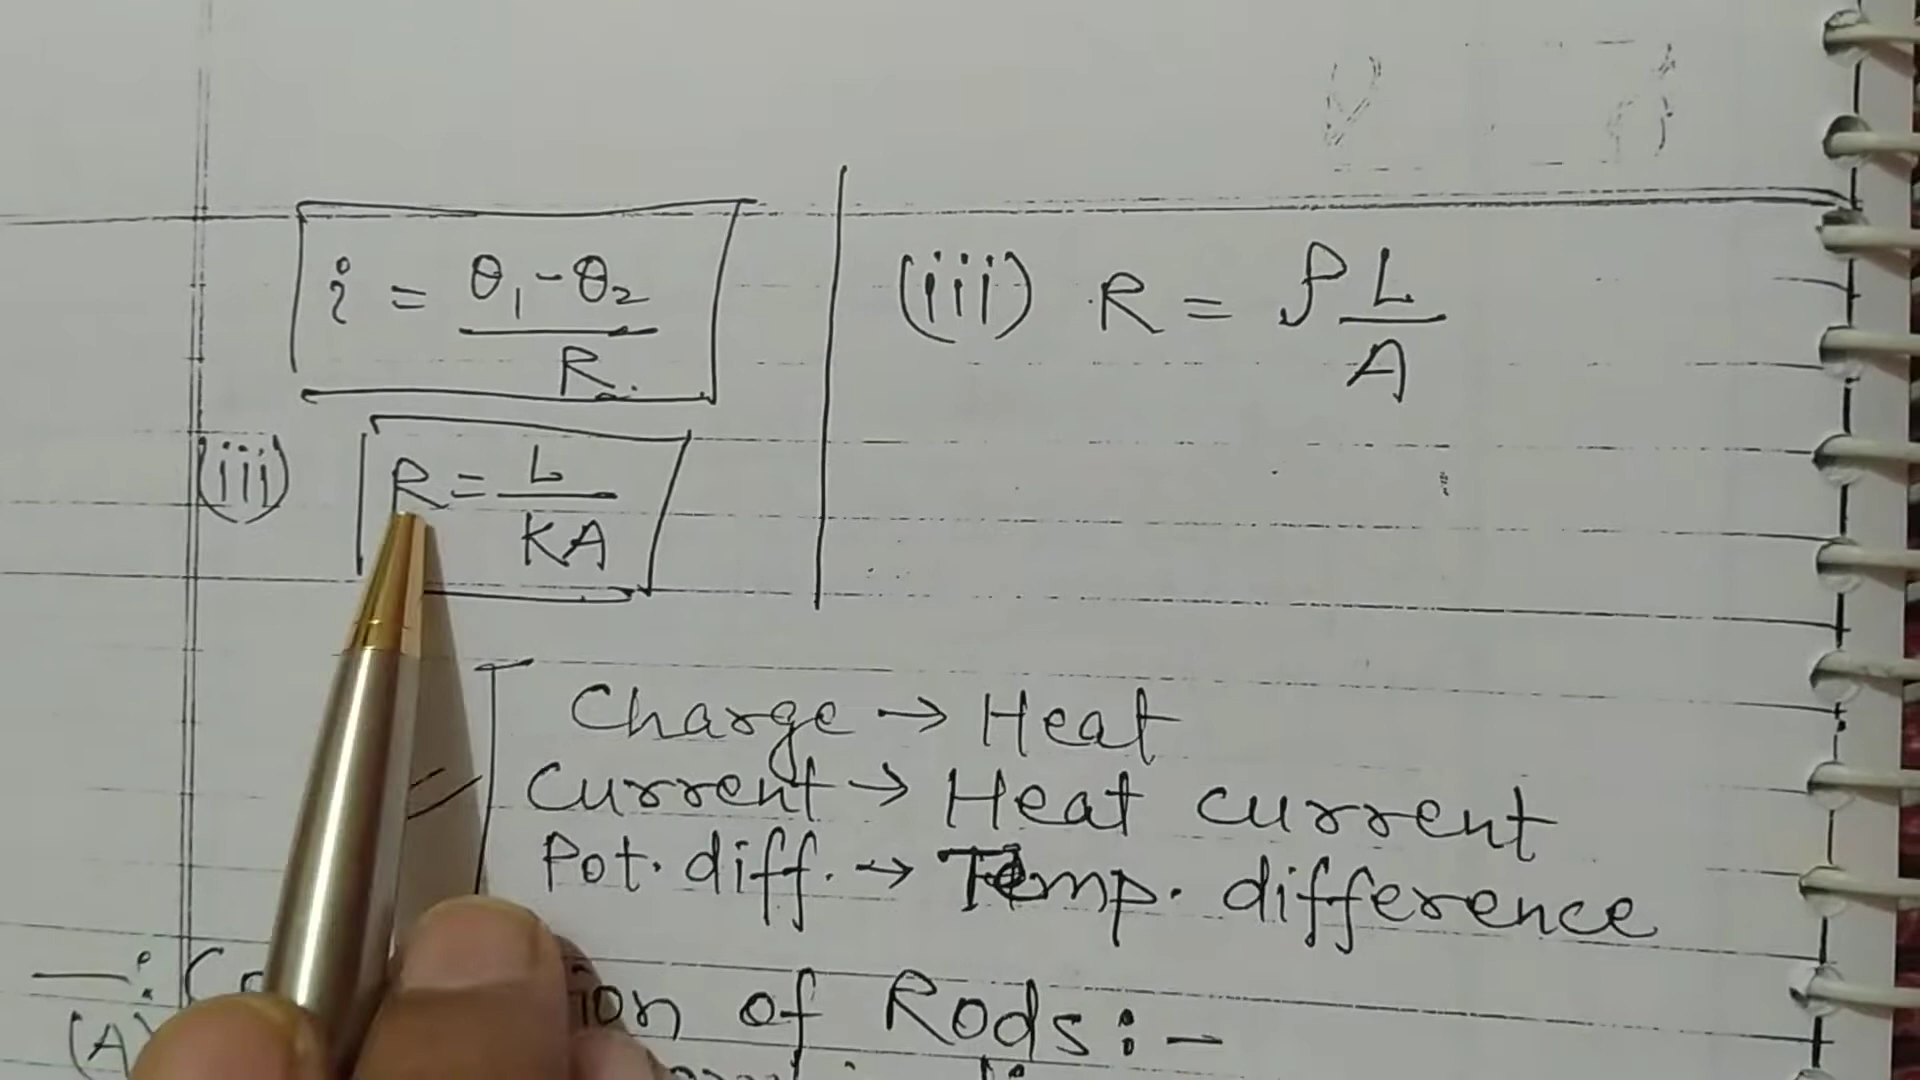 i = θ₁-θ₂ / R
(iii) R = ρ L / A
(iii) R = L / KA
Charge → Heat
Current → Heat current
Pot. diff. → Temp. difference
of Rods :-
(A)